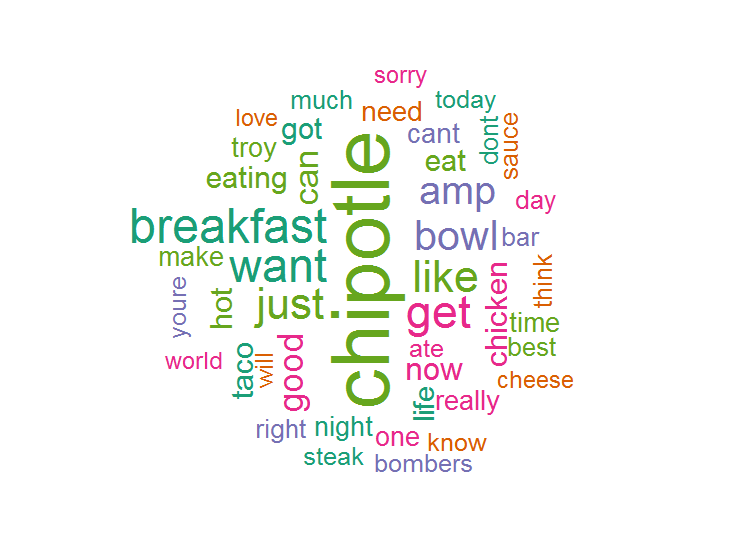 sorry
much
today
love
need
got
cant
dont
sauce
troy
can
eat
eating
chipotle
amp
day
breakfast
bowl
bar
make
want
like
think
youre
hot
just
get
chicken
time
world
taco
will
good
ate
best
now
cheese
life
really
right
night
one
know
steak
bombers